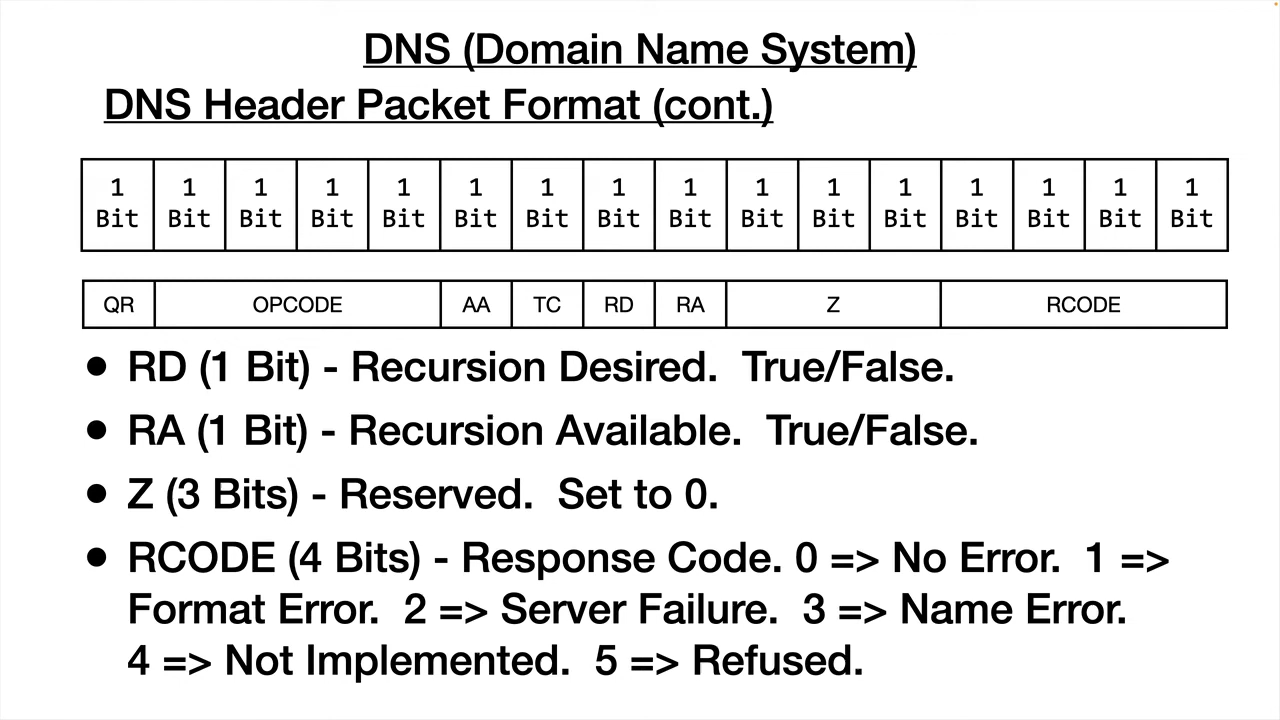 DNS (Domain Name System)
DNS Header Packet Format (cont.)
1 1 1 1 1 1 1 1 1 1 1 1 1 1 1 1
Bit Bit Bit Bit Bit Bit Bit Bit Bit Bit Bit Bit Bit Bit Bit Bit
QR OPCODE AA TC RD RA Z RCODE
• RD (1 Bit) - Recursion Desired.  True/False.
• RA (1 Bit) - Recursion Available.  True/False.
• Z (3 Bits) - Reserved.  Set to 0.
• RCODE (4 Bits) - Response Code. 0 => No Error.  1 =>
Format Error.  2 => Server Failure.  3 => Name Error.
4 => Not Implemented.  5 => Refused.